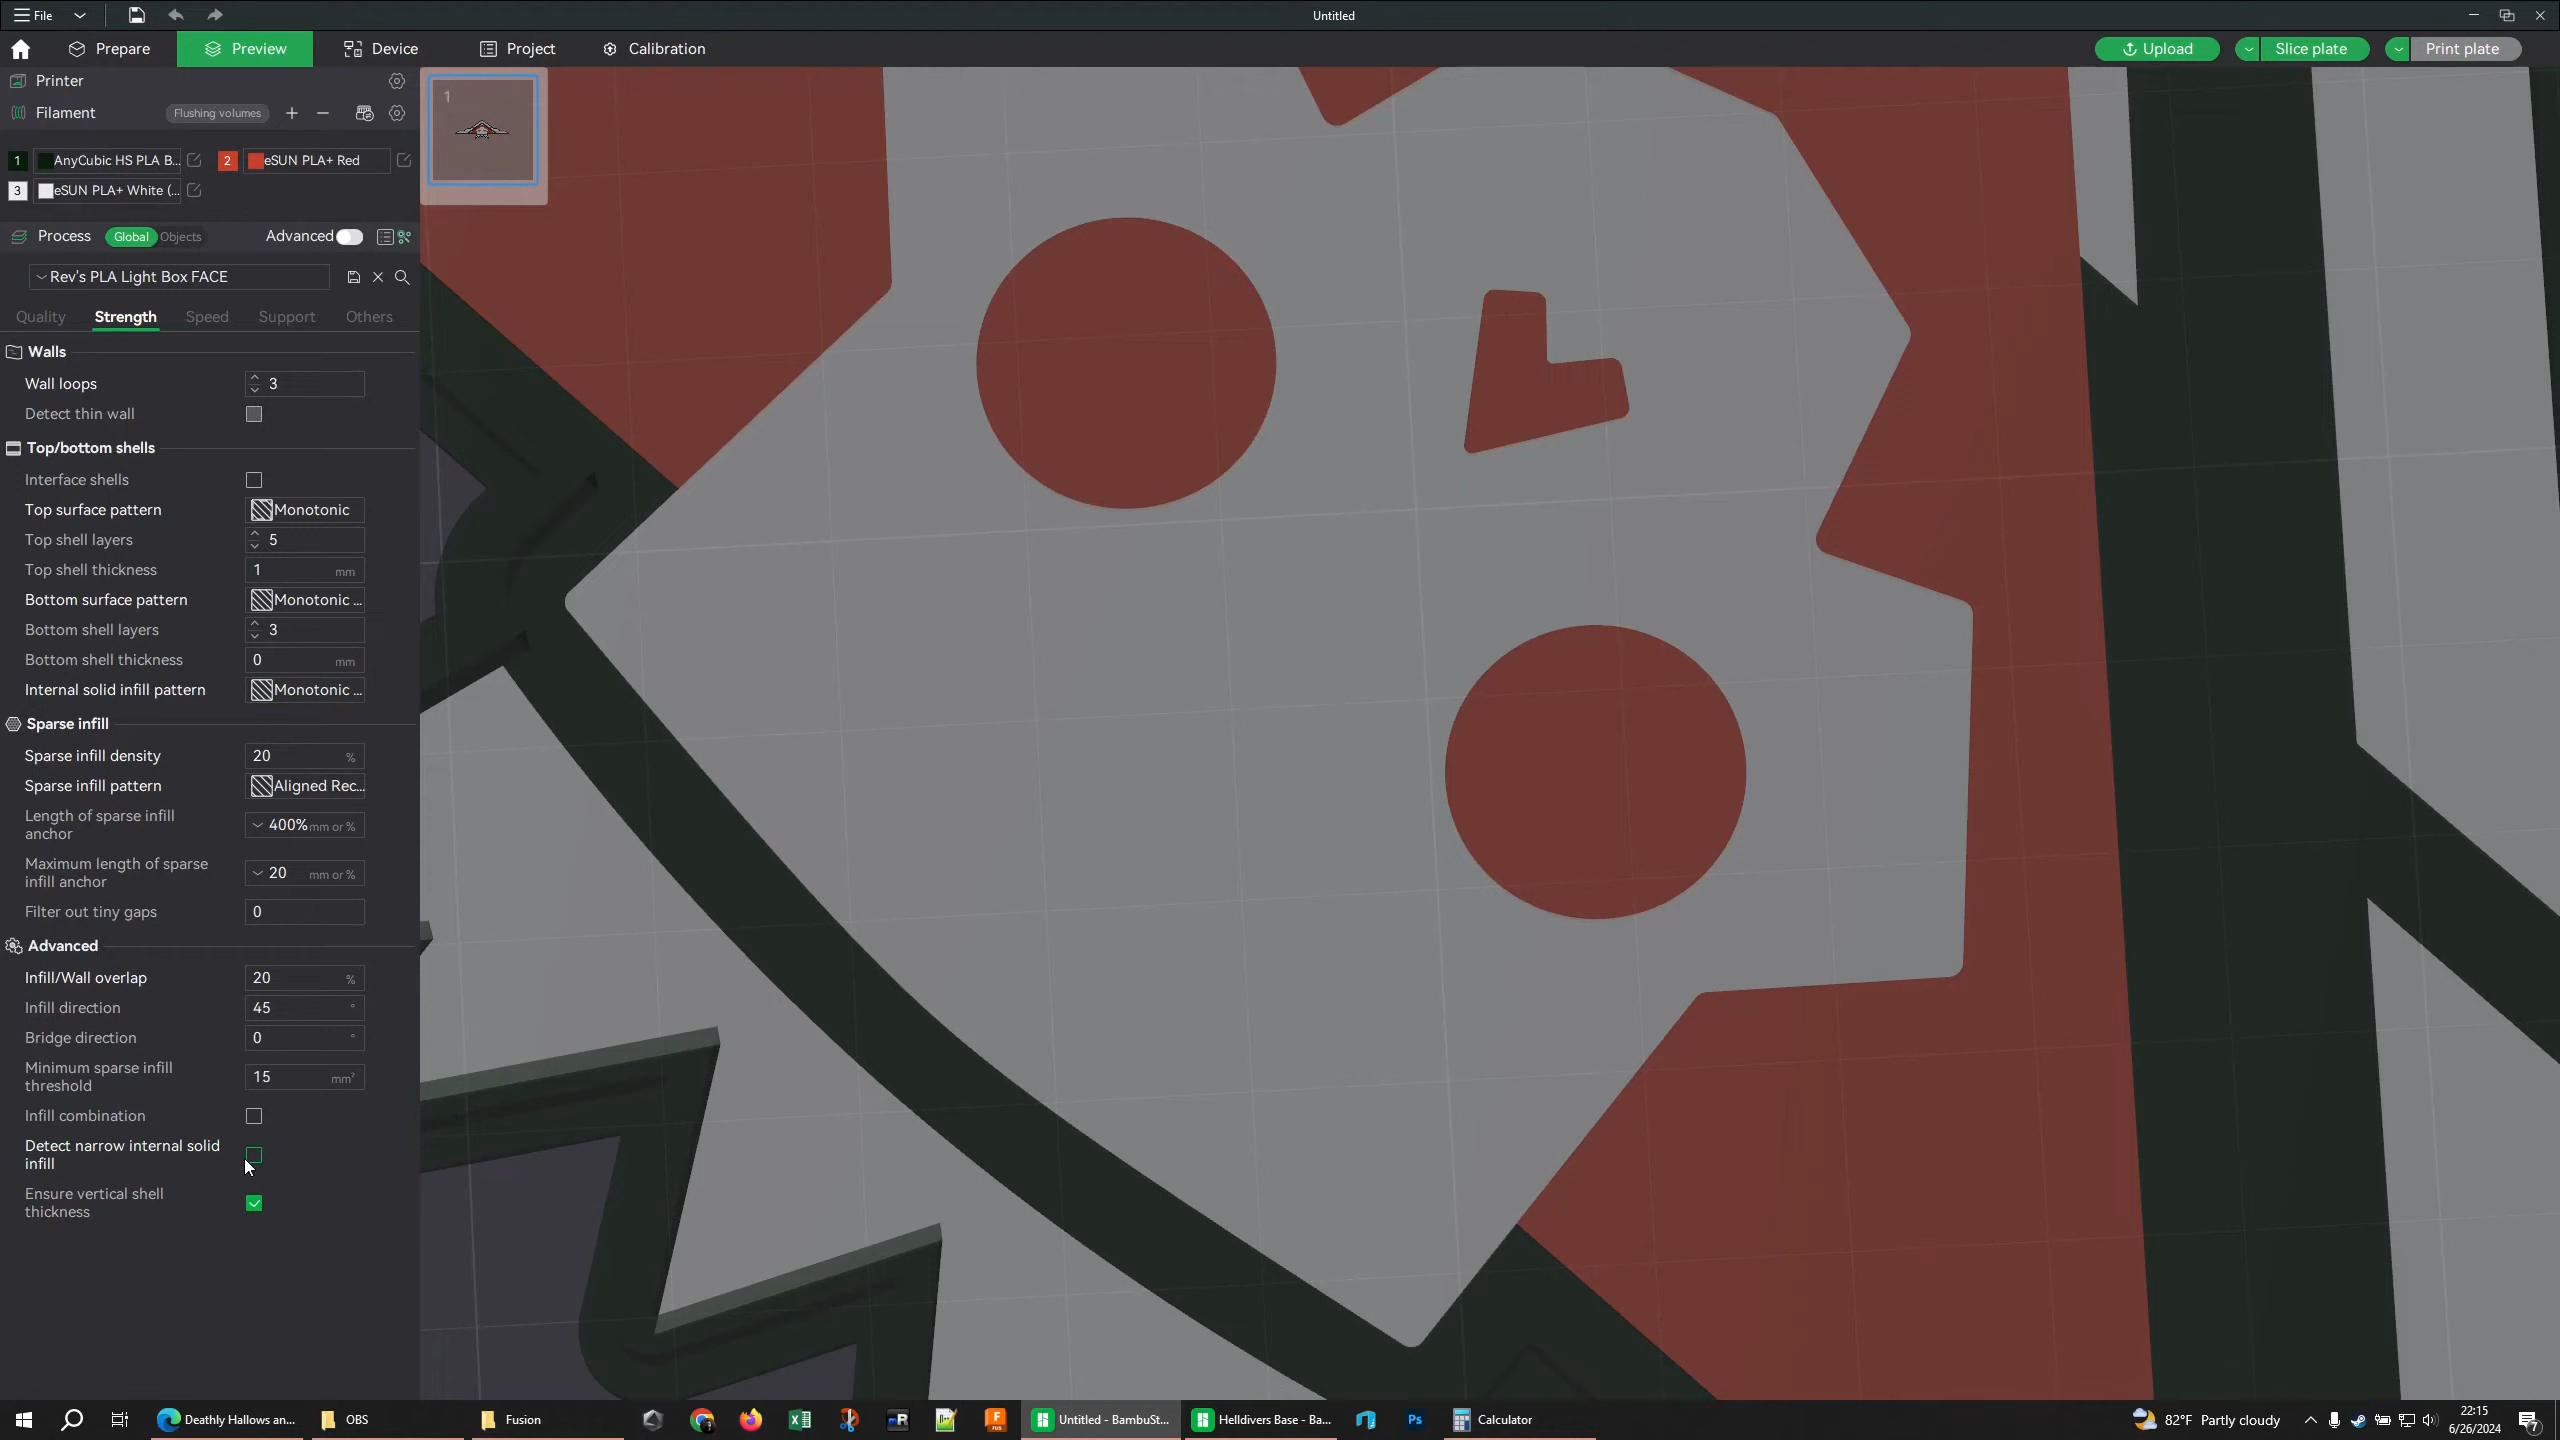 File
Untitled
Prepare
Preview
Device
Project
Calibration
Upload
Slice plate
Print plate
Printer
Filament
Flushing volumes
1
1 AnyCubic HS PLA B...
2 eSUN PLA+ Red
3 eSUN PLA+ White (...
Process
Global
Objects
Advanced
Rev's PLA Light Box FACE
Quality
Strength
Speed
Support
Others
Walls
Wall loops 3
Detect thin wall
Top/bottom shells
Interface shells
Top surface pattern Monotonic
Top shell layers 5
Top shell thickness 1 mm
Bottom surface pattern Monotonic ...
Bottom shell layers 3
Bottom shell thickness 0 mm
Internal solid infill pattern Monotonic ...
Sparse infill
Sparse infill density 20 %
Sparse infill pattern Aligned Rec...
Length of sparse infill
anchor
400% mm or %
Maximum length of sparse
infill anchor
20 mm or %
Filter out tiny gaps 0
Advanced
Infill/Wall overlap 20 %
Infill direction 45 °
Bridge direction 0 °
Minimum sparse infill
threshold
15 mm²
Infill combination
Detect narrow internal solid
infill
Ensure vertical shell
thickness
Deathly Hallows an...
OBS
Fusion
Untitled - BambuSt...
Helldivers Base - Ba...
Ps
Calculator
82°F Partly cloudy
22:15
6/26/2024
7